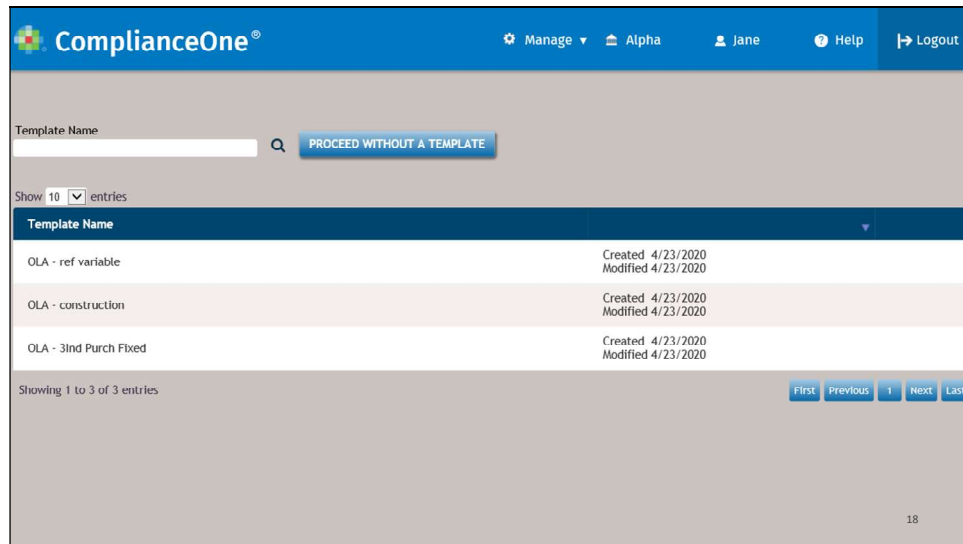 ComplianceOne®
Manage ▼ Alpha Jane Help Logout
Template Name
PROCEED WITHOUT A TEMPLATE
Show 10 entries
Template Name
OLA - ref variable
Created 4/23/2020
Modified 4/23/2020
OLA - construction
Created 4/23/2020
Modified 4/23/2020
OLA - 3Ind Purch Fixed
Created 4/23/2020
Modified 4/23/2020
Showing 1 to 3 of 3 entries
First Previous 1 Next Las
18